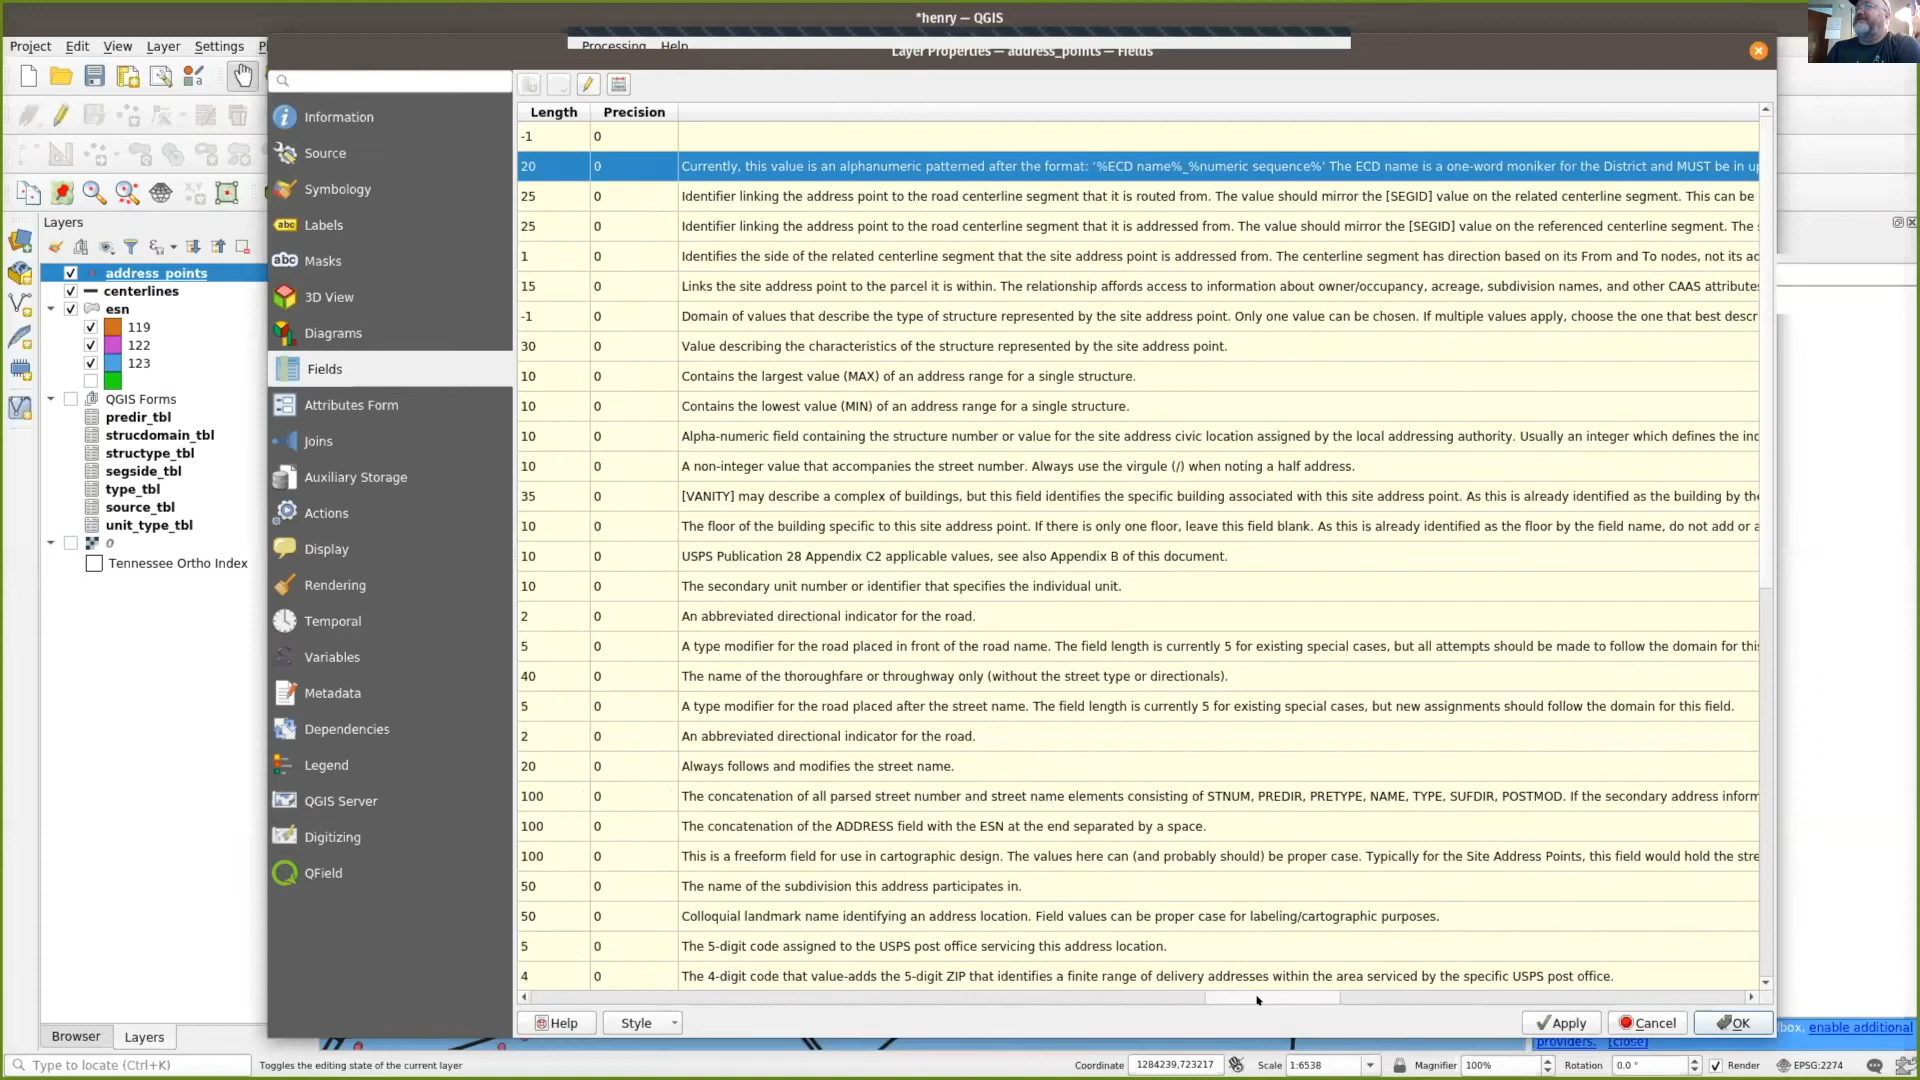 *henry — QGIS
Project Edit View Layer Settings P
Processing Help
Layer Properties — address_points — Fields
Length Precision
-1 0
20 0 Currently, this value is an alphanumeric patterned after the format: '%ECD name%_%numeric sequence%' The ECD name is a one-word moniker for the District and MUST be in up
25 0 Identifier linking the address point to the road centerline segment that it is routed from. The value should mirror the [SEGID] value on the related centerline segment. This can be
25 0 Identifier linking the address point to the road centerline segment that it is addressed from. The value should mirror the [SEGID] value on the referenced centerline segment. The
1 0 Identifies the side of the related centerline segment that the site address point is addressed from. The centerline segment has direction based on its From and To nodes, not its ad
15 0 Links the site address point to the parcel it is within. The relationship affords access to information about owner/occupancy, acreage, subdivision names, and other CAAS attributes
-1 0 Domain of values that describe the type of structure represented by the site address point. Only one value can be chosen. If multiple values apply, choose the one that best descr
30 0 Value describing the characteristics of the structure represented by the site address point.
10 0 Contains the largest value (MAX) of an address range for a single structure.
10 0 Contains the lowest value (MIN) of an address range for a single structure.
10 0 Alpha-numeric field containing the structure number or value for the site address civic location assigned by the local addressing authority. Usually an integer which defines the inc
10 0 A non-integer value that accompanies the street number. Always use the virgule (/) when noting a half address.
35 0 [VANITY] may describe a complex of buildings, but this field identifies the specific building associated with this site address point. As this is already identified as the building by the
10 0 The floor of the building specific to this site address point. If there is only one floor, leave this field blank. As this is already identified as the floor by the field name, do not add or a
10 0 USPS Publication 28 Appendix C2 applicable values, see also Appendix B of this document.
10 0 The secondary unit number or identifier that specifies the individual unit.
2 0 An abbreviated directional indicator for the road.
5 0 A type modifier for the road placed in front of the road name. The field length is currently 5 for existing special cases, but all attempts should be made to follow the domain for this
40 0 The name of the thoroughfare or throughway only (without the street type or directionals).
5 0 A type modifier for the road placed after the street name. The field length is currently 5 for existing special cases, but new assignments should follow the domain for this field.
2 0 An abbreviated directional indicator for the road.
20 0 Always follows and modifies the street name.
100 0 The concatenation of all parsed street number and street name elements consisting of STNUM, PREDIR, PRETYPE, NAME, TYPE, SUFDIR, POSTMOD. If the secondary address inform
100 0 The concatenation of the ADDRESS field with the ESN at the end separated by a space.
100 0 This is a freeform field for use in cartographic design. The values here can (and probably should) be proper case. Typically for the Site Address Points, this field would hold the stre
50 0 The name of the subdivision this address participates in.
50 0 Colloquial landmark name identifying an address location. Field values can be proper case for labeling/cartographic purposes.
5 0 The 5-digit code assigned to the USPS post office servicing this address location.
4 0 The 4-digit code that value-adds the 5-digit ZIP that identifies a finite range of delivery addresses within the area serviced by the specific USPS post office.
Information
Source
Symbology
abc Labels
abc Masks
3D View
Diagrams
Fields
Attributes Form
Joins
Auxiliary Storage
Actions
Display
Rendering
Temporal
Variables
Metadata
Dependencies
Legend
QGIS Server
Digitizing
QField
Layers
address_points
centerlines
esn
119
122
123
QGIS Forms
predir_tbl
strucdomain_tbl
structype_tbl
segside_tbl
type_tbl
source_tbl
unit_type_tbl
0
Tennessee Ortho Index
Help Style Apply Cancel OK
Browser Layers
box, enable additional
providers. [close]
Type to locate (Ctrl+K) Toggles the editing state of the current layer Coordinate 1284239,723217 Scale 1:6538 Magnifier 100% Rotation 0.0 ° Render EPSG:2274